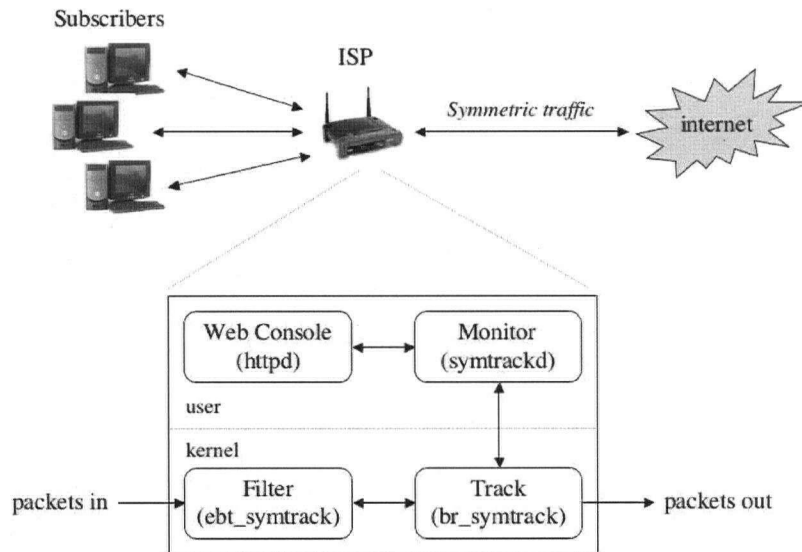 Subscribers
ISP
Symmetric traffic
internet
Web Console
(httpd)
Monitor
(symtrackd)
user
kernel
packets in
Filter
(ebt_symtrack)
Track
(br_symtrack)
packets out